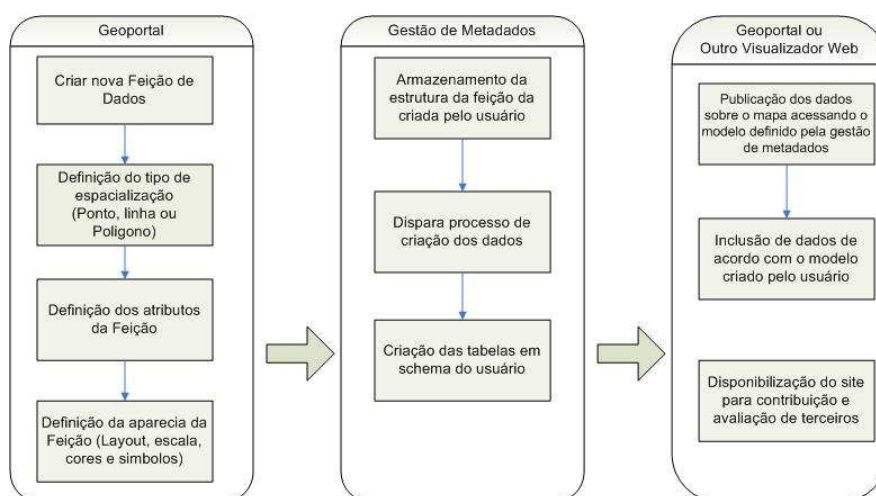 Geoportal
Criar nova Feição de
Dados
Definição do tipo de
espacialização
(Ponto, linha ou
Poligono)
Definição dos atributos
da Feição
Definição da aparecia da
Feição (Layout, escala,
cores e simbolos)
Gestão de Metadados
Armazenamento da
estrutura da feição da
criada pelo usuário
Dispara processo de
criação dos dados
Criação das tabelas em
schema do usuário
Geoportal ou
Outro Visualizador Web
Publicação dos dados
sobre o mapa acessando o
modelo definido pela gestão
de metadados
Inclusão de dados de
acordo com o modelo
criado pelo usuário
Disponibilização do site
para contribuição e
avaliação de terceiros